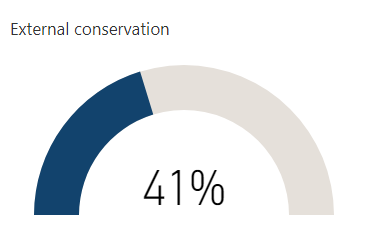 External conservation
41%